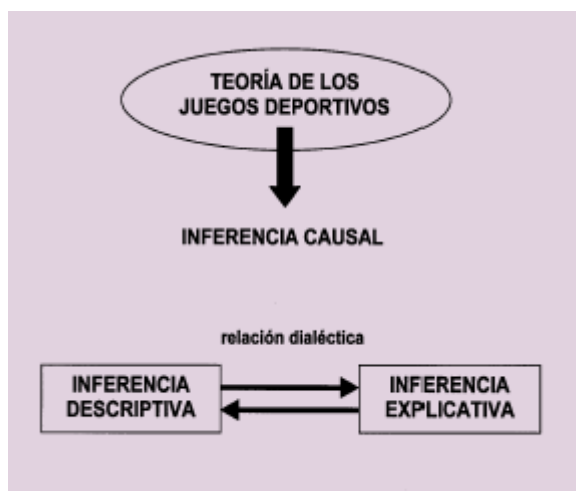 TEORÍA DE LOS
JUEGOS DEPORTIVOS
INFERENCIA CAUSAL
relación dialéctica
INFERENCIA
DESCRIPTIVA
INFERENCIA
EXPLICATIVA